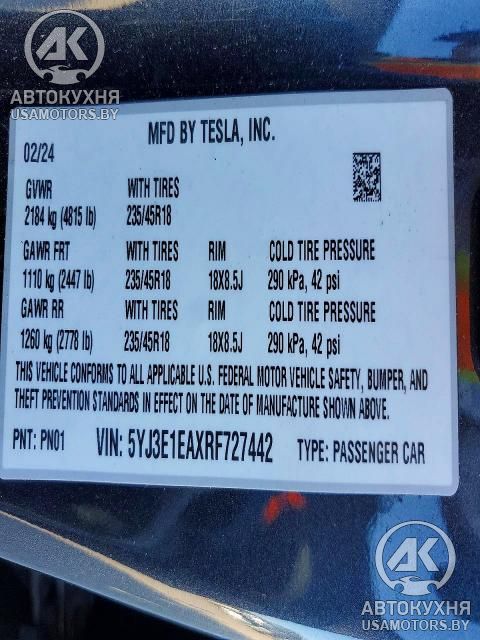 АК
АВТОКУХНЯ
USAMOTORS.BY
MFD BY TESLA, INC.
02/24
GVWR WITH TIRES
2184 kg (4815 lb) 235/45R18
GAWR FRT WITH TIRES RIM COLD TIRE PRESSURE
1110 kg (2447 lb) 235/45R18 18X8.5J 290 kPa, 42 psi
GAWR RR WITH TIRES RIM COLD TIRE PRESSURE
1260 kg (2778 lb) 235/45R18 18X8.5J 290 kPa, 42 psi
THIS VEHICLE CONFORMS TO ALL APPLICABLE U.S. FEDERAL MOTOR VEHICLE SAFETY, BUMPER, AND
THEFT PREVENTION STANDARDS IN EFFECT ON THE DATE OF MANUFACTURE SHOWN ABOVE.
PNT: PN01 VIN: 5YJ3E1EAXRF727442 TYPE: PASSENGER CAR
АК
АВТОКУХНЯ
USAMOTORS.BY